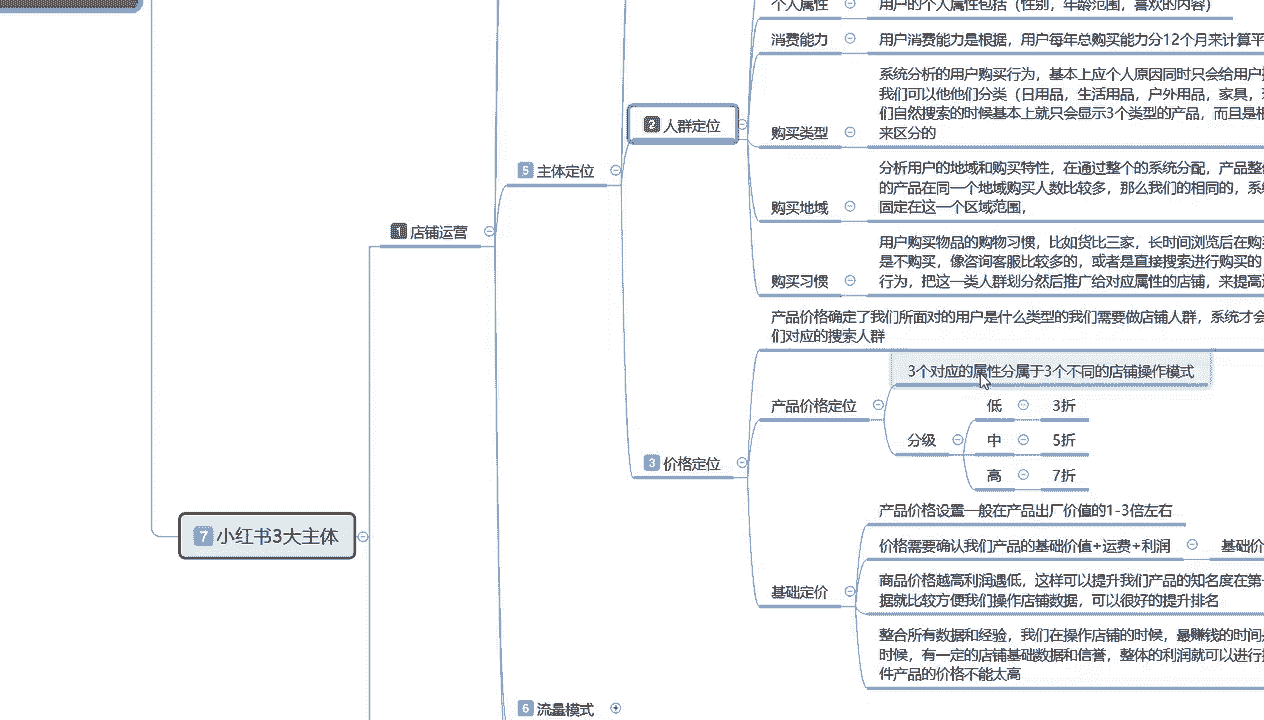 个人属性
用户的个人属性包括（性别，年龄范围，喜欢的内容）
消费能力
用户消费能力是根据，用户每年总购买能力分12个月来计算平
系统分析的用户购买行为，基本上应个人原因同时只会给用户
我们可以他他们分类（日用品，生活用品，户外用品，家具，
们自然搜索的时候基本上就只会显示3个类型的产品，而且是
来区分的
购买类型
2 人群定位
5 主体定位
分析用户的地域和购买特性，在通过整个的系统分配，产品整
的产品在同一个地域购买人数比较多，那么我们的相同的，系
固定在这一个区域范围，
购买地域
1 店铺运营
用户购买物品的购物习惯，比如货比三家，长时间浏览后在购
是不购买，像咨询客服比较多的，或者是直接搜索进行购买的
行为，把这一类人群划分然后推广给对应属性的店铺，来提高
购买习惯
产品价格确定了我们所面对的用户是什么类型的我们需要做店铺人群，系统才会
们对应的搜索人群
3个对应的属性分属于3个不同的店铺操作模式
产品价格定位
分级
低 3折
中 5折
高 7折
3 价格定位
产品价格设置一般在产品出厂价值的1-3倍左右
价格需要确认我们产品的基础价值+运费+利润
基础价
商品价格越高利润遇低，这样可以提升我们产品的知名度在第
据就比较方便我们操作店铺数据，可以很好的提升排名
基础定价
整合所有数据和经验，我们在操作店铺的时候，最赚钱的时间
时候，有一定的店铺基础数据和信誉，整体的利润就可以进行
件产品的价格不能太高
7 小红书3大主体
6 流量模式